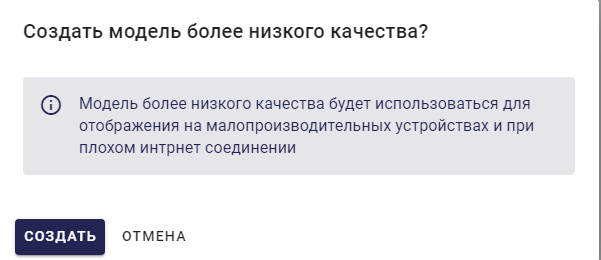 Создать модель более низкого качества?
Модель более низкого качества будет использоваться для
отображения на малопроизводительных устройствах и при
плохом интрнет соединении
СОЗДАТЬ ОТМЕНА